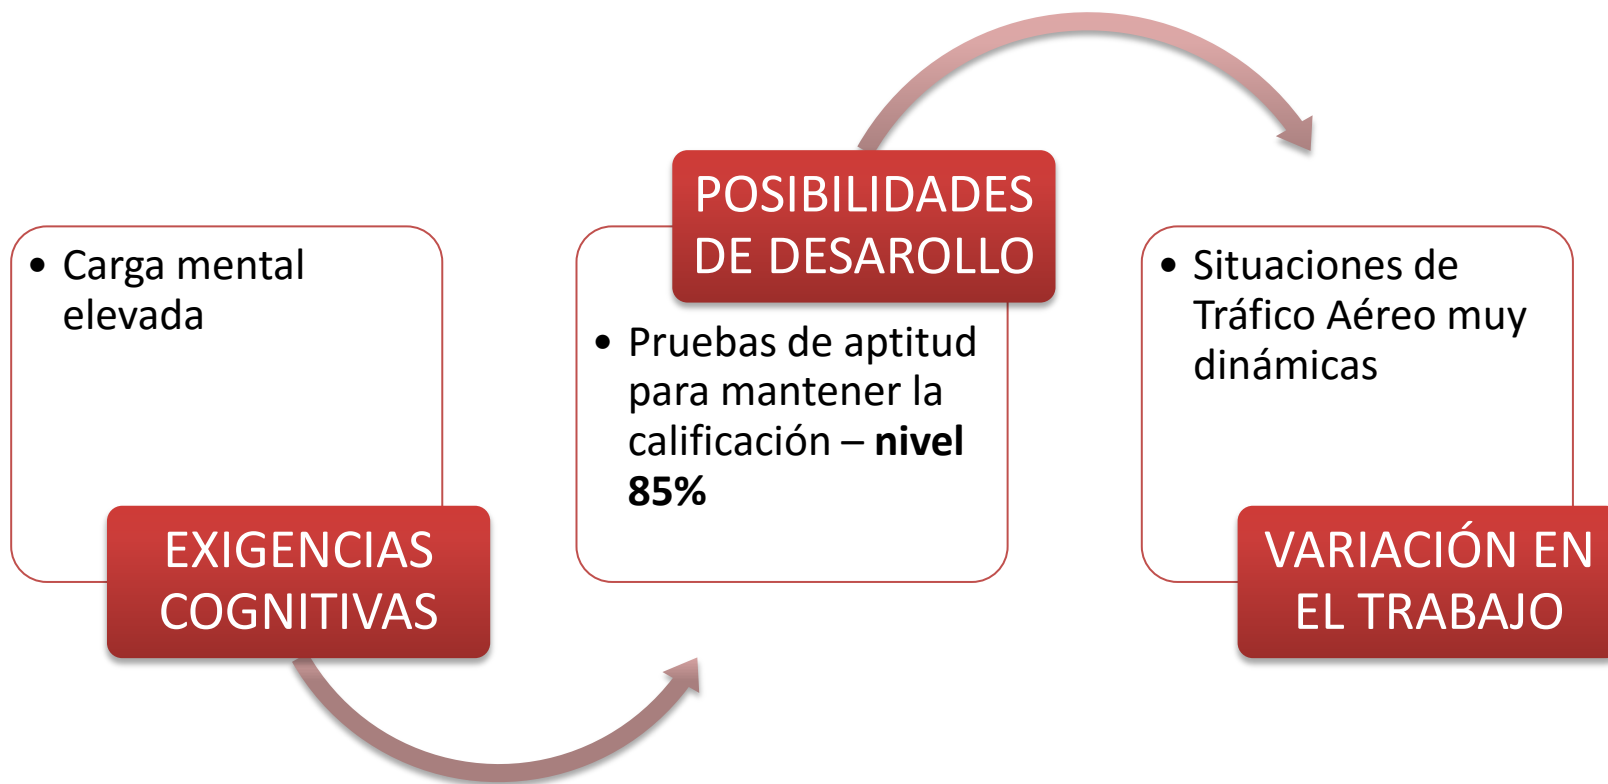 • Carga mental
elevada
EXIGENCIAS
COGNITIVAS
POSIBILIDADES
DE DESAROLLO
• Pruebas de aptitud
para mantener la
calificación – nivel
85%
• Situaciones de
Tráfico Aéreo muy
dinámicas
VARIACIÓN EN
EL TRABAJO